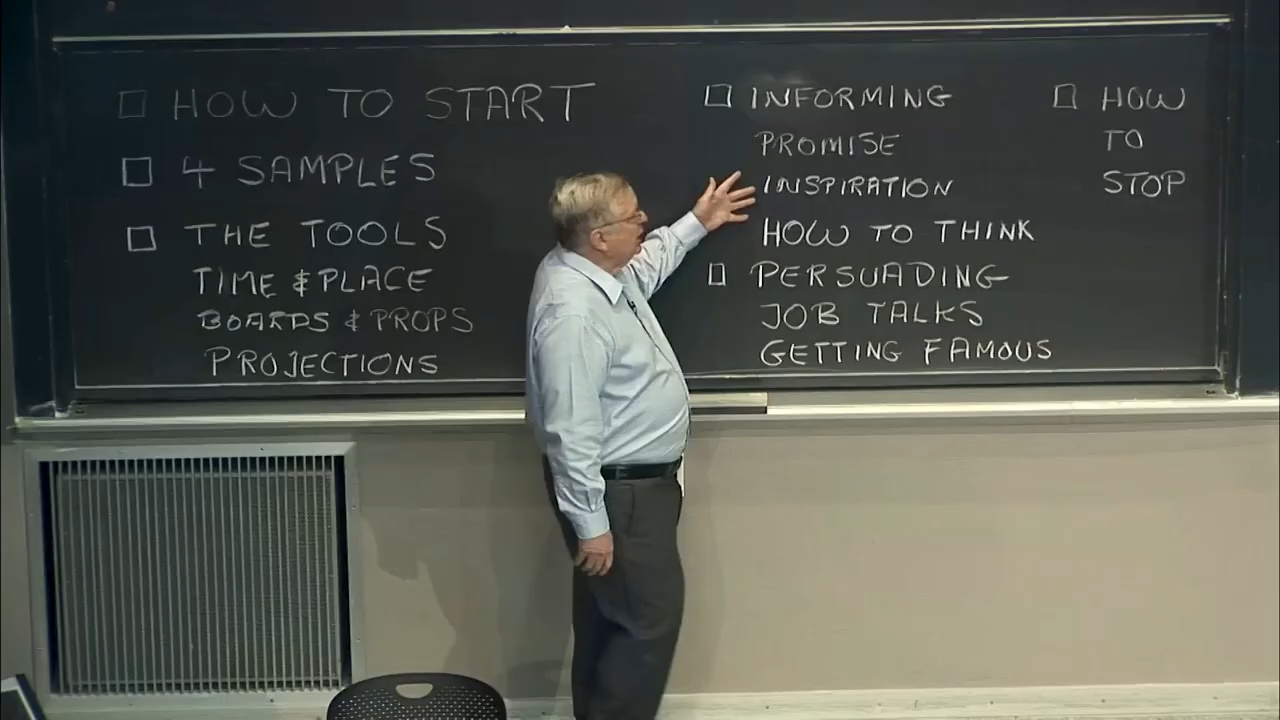 HOW TO START
4 SAMPLES
THE TOOLS
TIME & PLACE
BOARDS & PROPS
PROJECTIONS
INFORMING
PROMISE
INSPIRATION
HOW TO THINK
PERSUADING
JOB TALKS
GETTING FAMOUS
HOW
TO
STOP